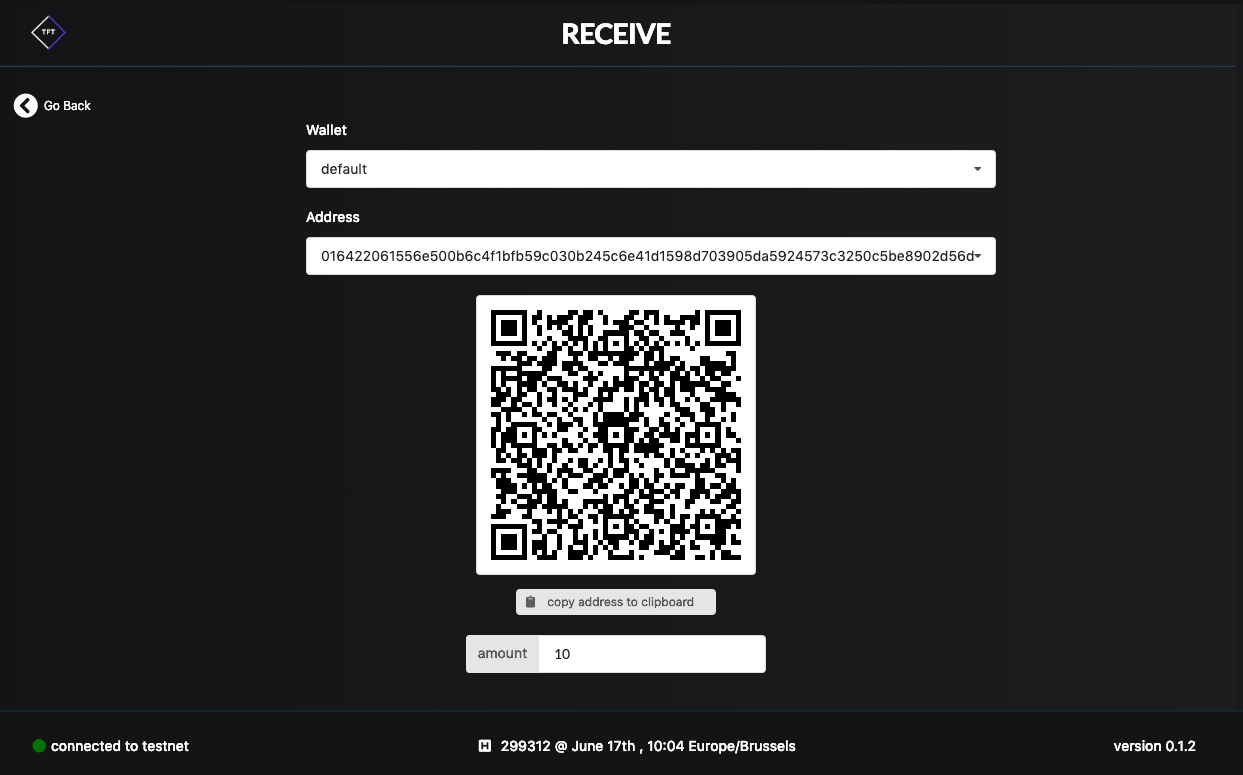 TFT
RECEIVE
Go Back
Wallet
default
Address
016422061556e500b6c4f1bfb59c030b245c6e41d1598d703905da5924573c3250c5be8902d56d
copy address to clipboard
amount 10
connected to testnet
H 299312 @ June 17th , 10:04 Europe/Brussels
version 0.1.2